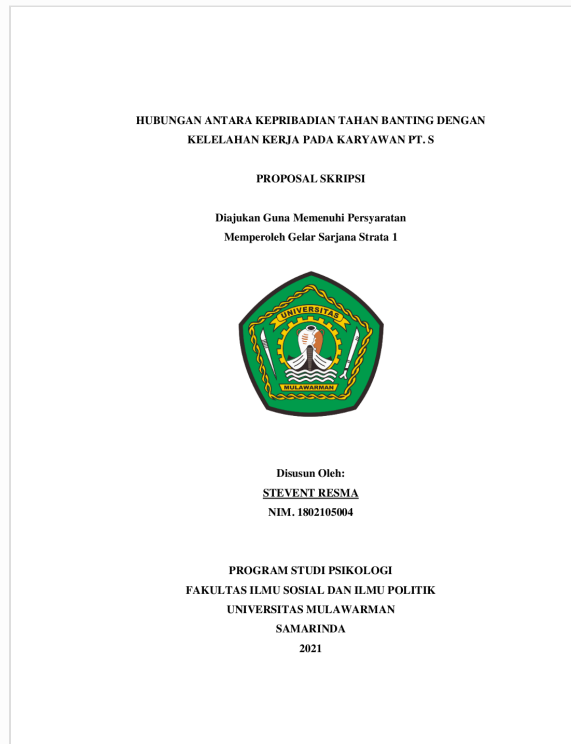 HUBUNGAN ANTARA KEPRIBADIAN TAHAN BANTING DENGAN
KELELAHAN KERJA PADA KARYAWAN PT. S
PROPOSAL SKRIPSI
Diajukan Guna Memenuhi Persyaratan
Memperoleh Gelar Sarjana Strata 1
UNIVERSITAS
MULAWARMAN
Disusun Oleh:
STEVENT RESMA
NIM. 1802105004
PROGRAM STUDI PSIKOLOGI
FAKULTAS ILMU SOSIAL DAN ILMU POLITIK
UNIVERSITAS MULAWARMAN
SAMARINDA
2021